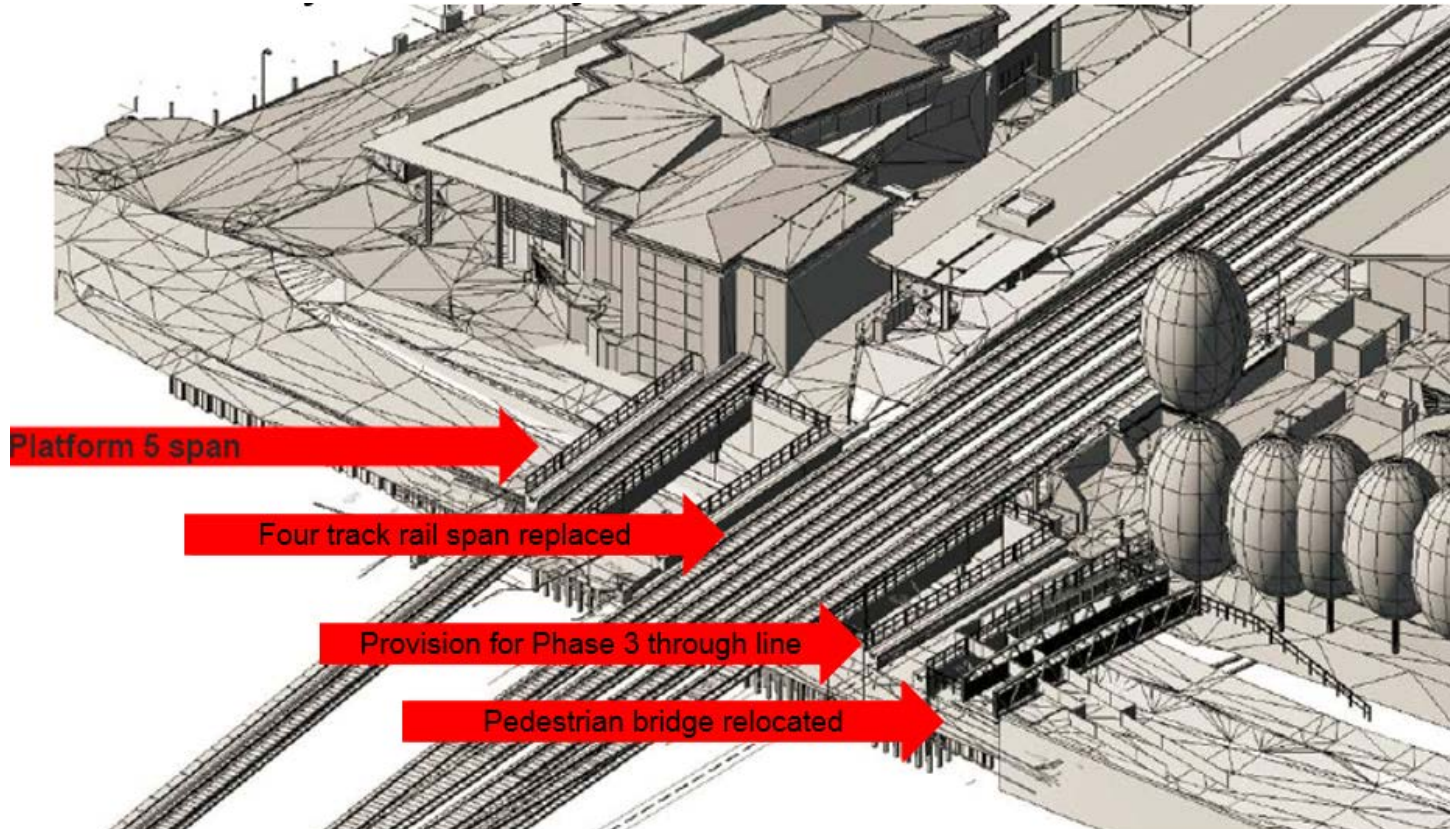 Platform 5 span
Four track rail span replaced
Provision for Phase 3 through line
Pedestrian bridge relocated